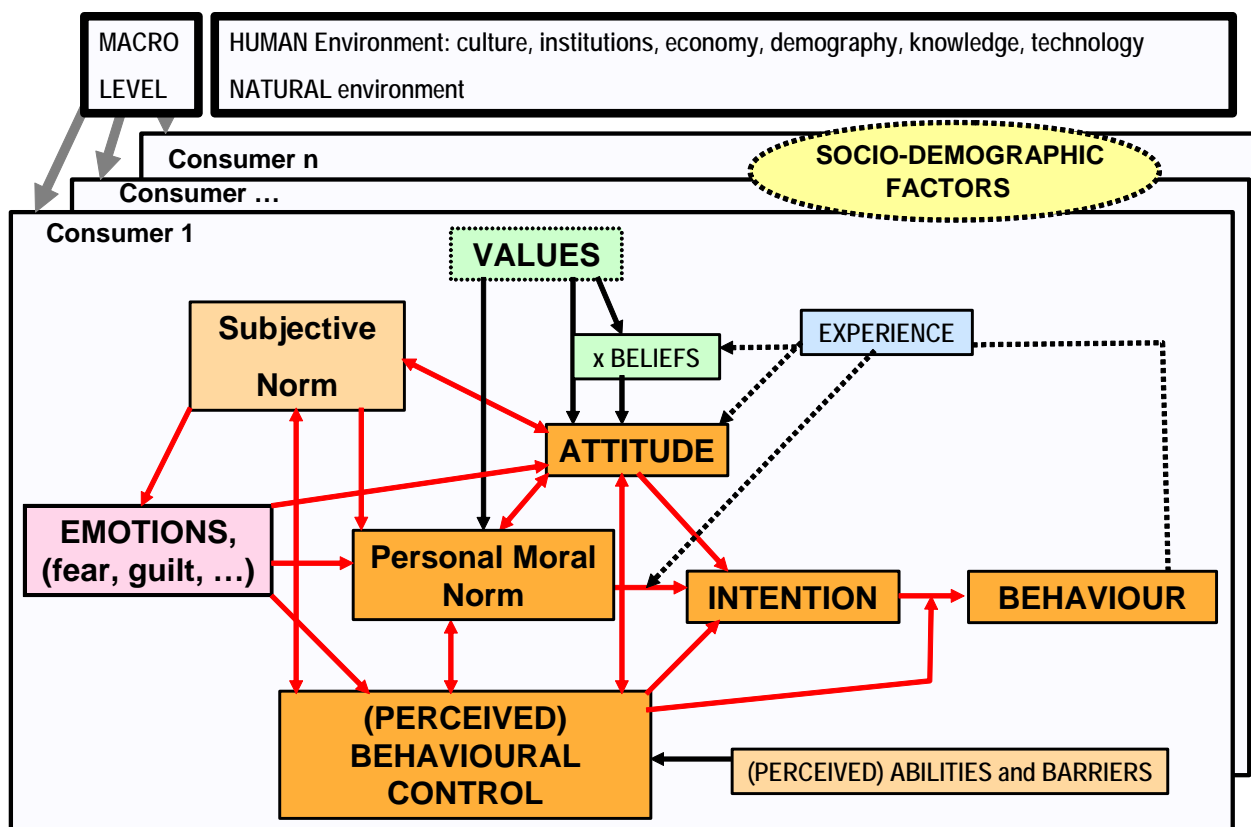 MACRO
LEVEL
HUMAN Environment: culture, institutions, economy, demography, knowledge, technology
NATURAL environment
Consumer n
SOCIO-DEMOGRAPHIC
FACTORS
Consumer …
Consumer 1
VALUES
Subjective
Norm
EXPERIENCE
x BELIEFS
ATTITUDE
EMOTIONS,
(fear, guilt, …)
Personal Moral
Norm
INTENTION
BEHAVIOUR
(PERCEIVED)
BEHAVIOURAL
CONTROL
(PERCEIVED) ABILITIES and BARRIERS